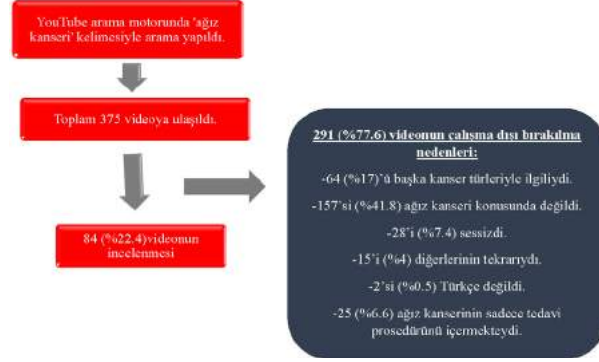 YouTube arama motorunda 'ağız
kanseri' kelimesiyle arama yapıldı.
Toplam 375 videoya ulaşıldı.
84 (%22.4)videonun
incelenmesi
291 (%77.6) videonun çalışma dışı bırakılma
nedenleri:
-64 (%17)'ü başka kanser türleriyle ilgiliydi.
-157'si (%41.8) ağız kanseri konusunda değildi.
-28'i (%7.4) sessizdi.
-15'i (%4) diğerlerinin tekrarıydı.
-2'si (%0.5) Türkçe değildi.
-25 (%6.6) ağız kanserinin sadece tedavi
prosedürünü içermekteydi.